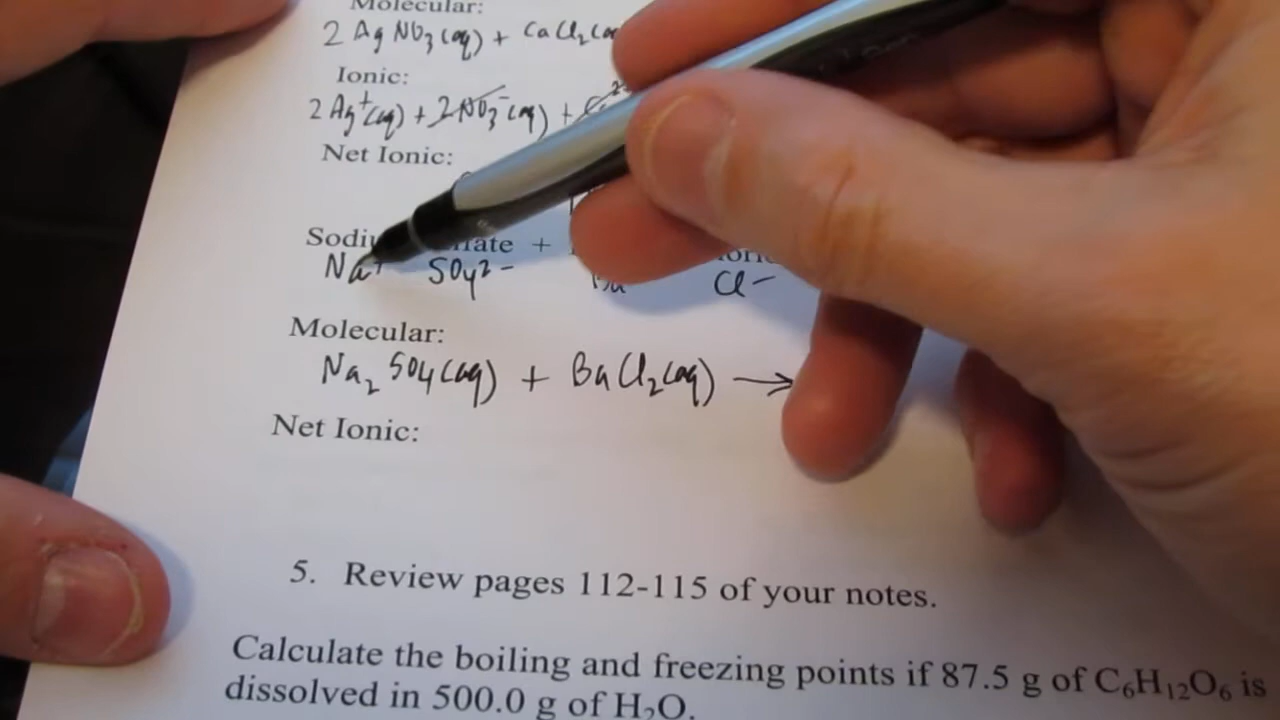 Molecular:
2 AgNO3(aq) + CaCl2(aq
Ionic:
2 Ag+(aq) + 2NO3-(aq) +
Net Ionic:
+
Na+ SO42- Cl-
Molecular:
Na2SO4(aq) + BaCl2(aq) →
Net Ionic:
5. Review pages 112-115 of your notes.
Calculate the boiling and freezing points if 87.5 g of C6H12O6 is
dissolved in 500.0 g of H2O.